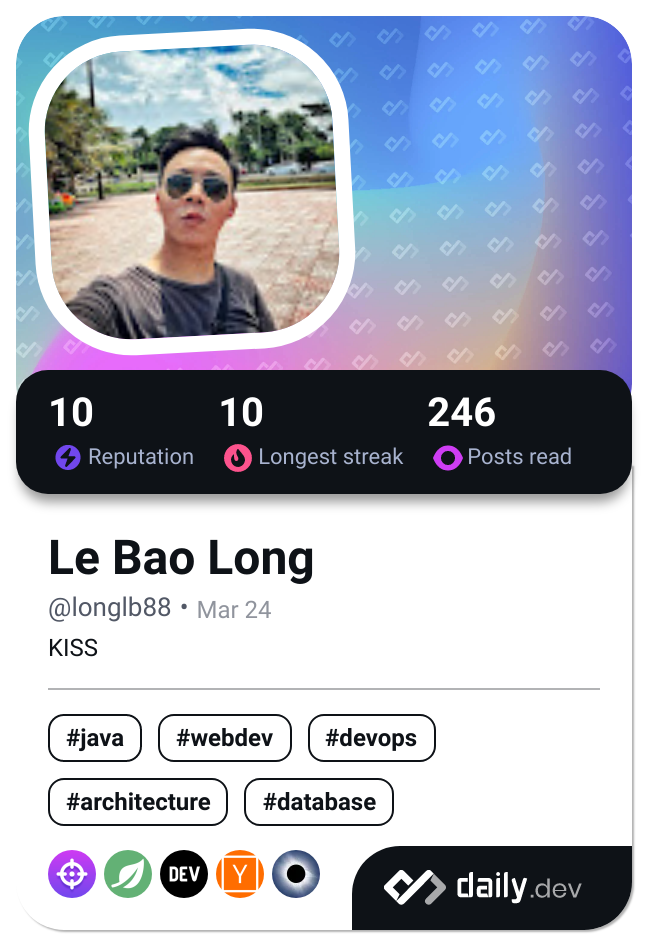 10 10 246
Reputation Longest streak Posts read
Le Bao Long
@longlb88 • Mar 24
KISS
#java #webdev #devops
#architecture #database
DEV Y daily.dev